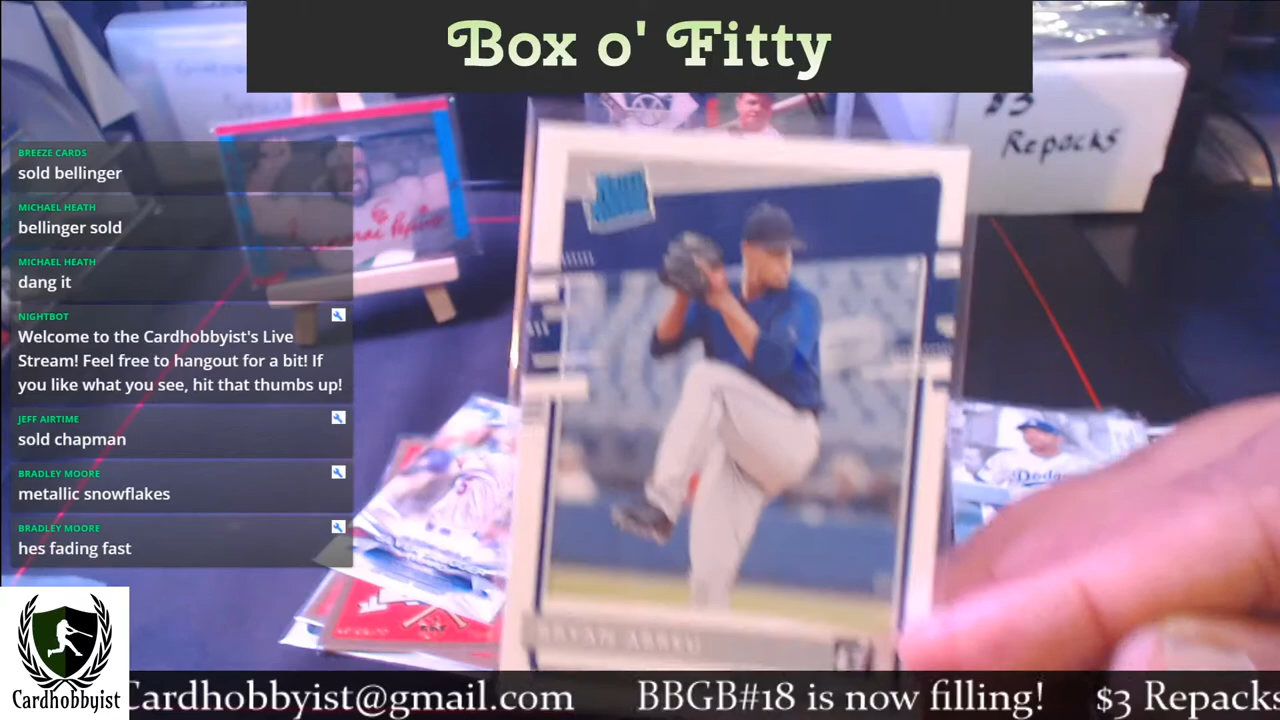 Box o' Fitty
$3
Repacks
BREEZE CARDS
sold bellinger
MICHAEL HEATH
bellinger sold
MICHAEL HEATH
dang it
NIGHTBOT
Welcome to the Cardhobbyist's Live
Stream! Feel free to hangout for a bit! If
you like what you see, hit that thumbs up!
JEFF AIRTIME
sold chapman
BRADLEY MOORE
metallic snowflakes
BRADLEY MOORE
hes fading fast
Dodgers
BRYAN ABREU
Cardhobbyist
Cardhobbyist@gmail.com BBGB#18 is now filling! $3 Repacks